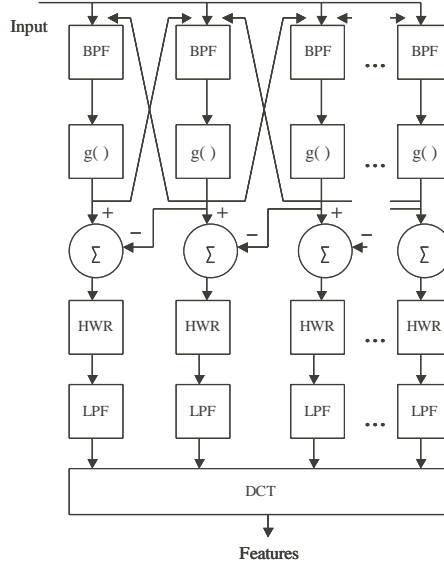 Input
BPF BPF BPF ... BPF
g( ) g( ) g( ) ... g( )
+ + +
− − −
Σ Σ Σ Σ
HWR HWR HWR ... HWR
LPF LPF LPF ... LPF
DCT
Features